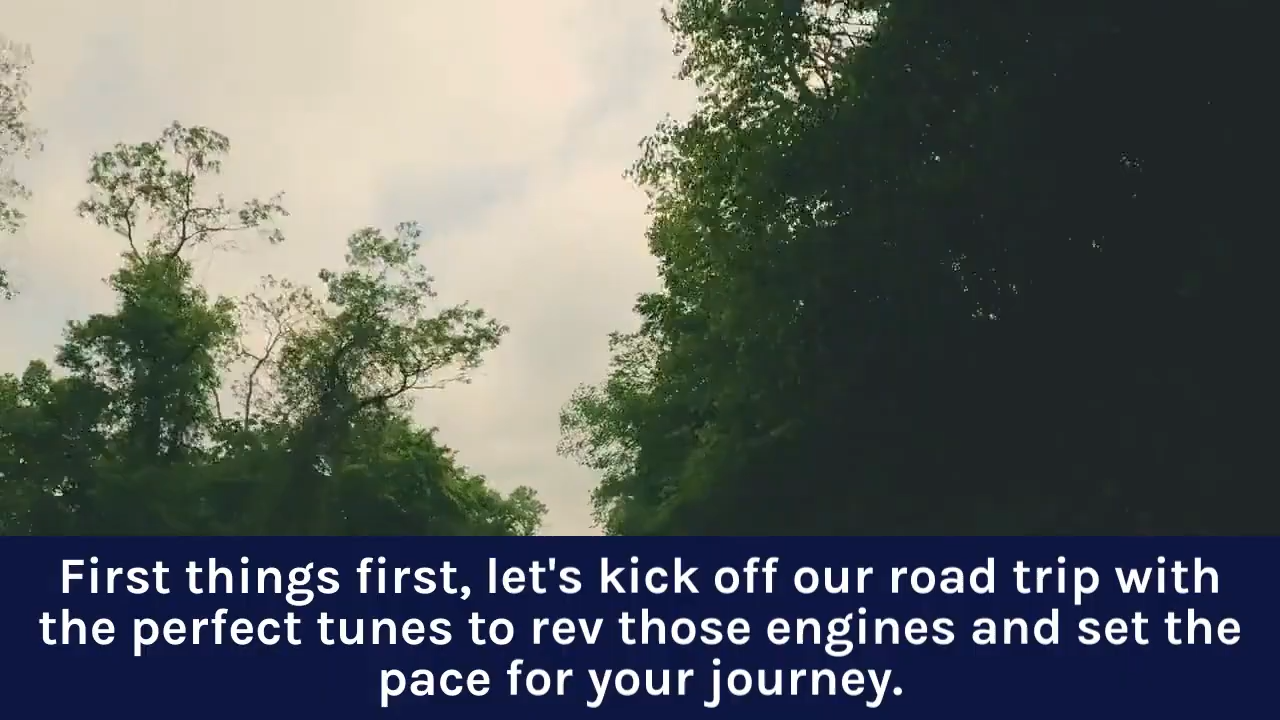 First things first, let's kick off our road trip with
the perfect tunes to rev those engines and set the
pace for your journey.